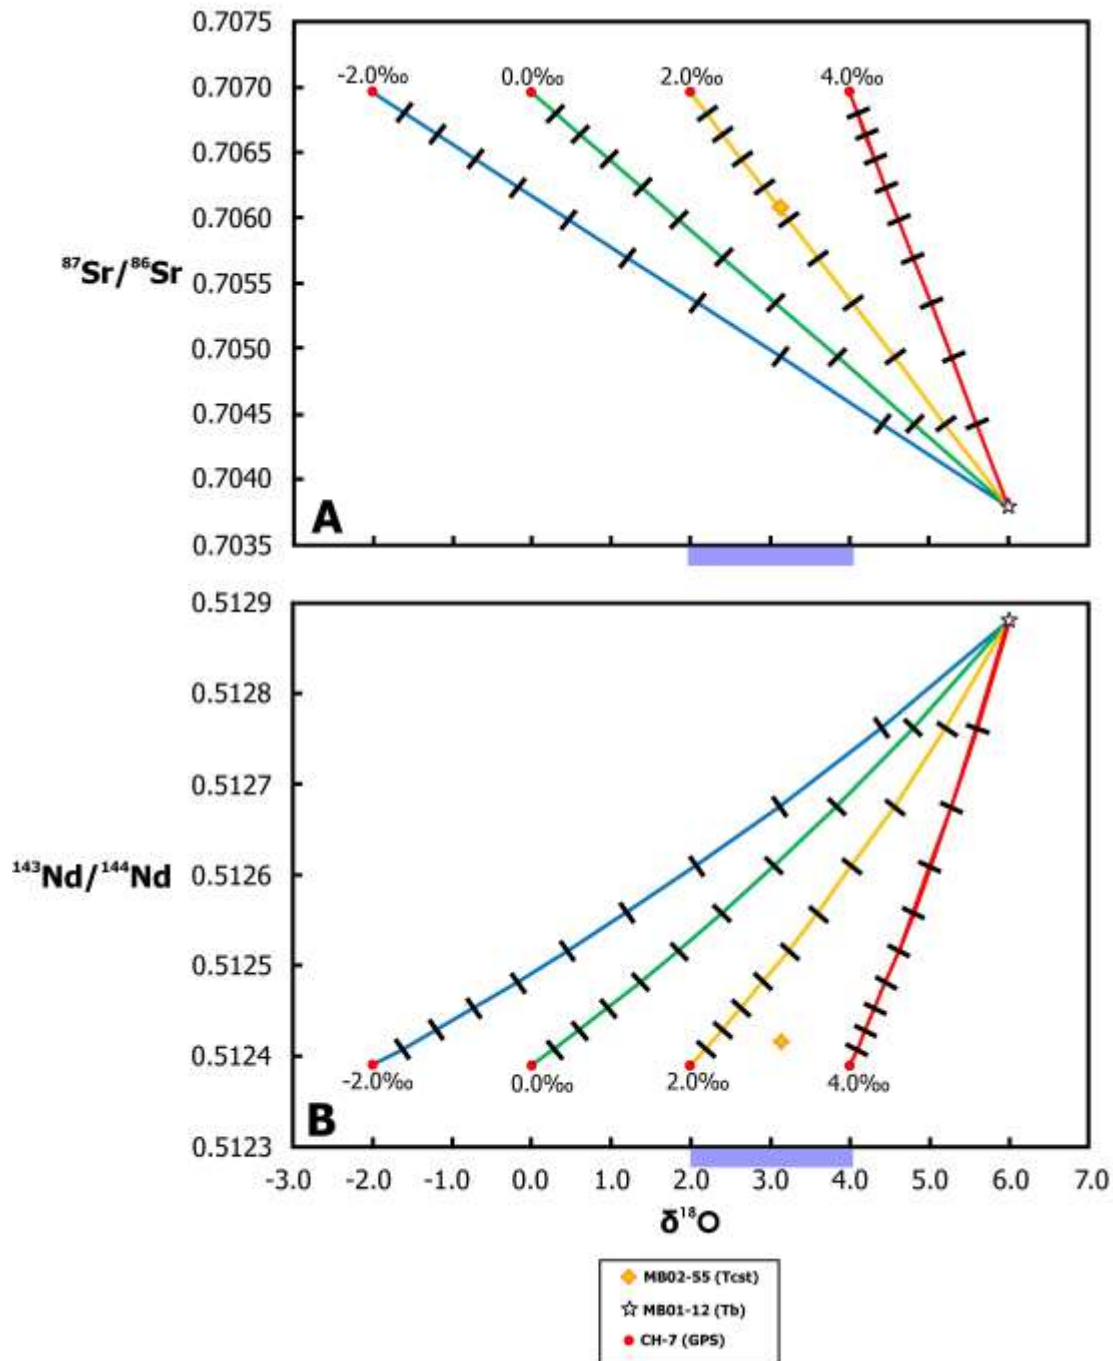 0.7075
-2.0‰ 0.0‰ 2.0‰ 4.0‰
0.7070
0.7065
0.7060
⁸⁷Sr/⁸⁶Sr
0.7055
0.7050
0.7045
0.7040
A
0.7035
0.5129
0.5128
0.5127
0.5126
¹⁴³Nd/¹⁴⁴Nd
0.5125
0.5124
-2.0‰ 0.0‰ 2.0‰ 4.0‰
B
0.5123
-3.0 -2.0 -1.0 0.0 1.0 2.0 3.0 4.0 5.0 6.0 7.0
δ¹⁸O
MB02-55 (Tcst)
MB01-12 (Tb)
CH-7 (GPS)